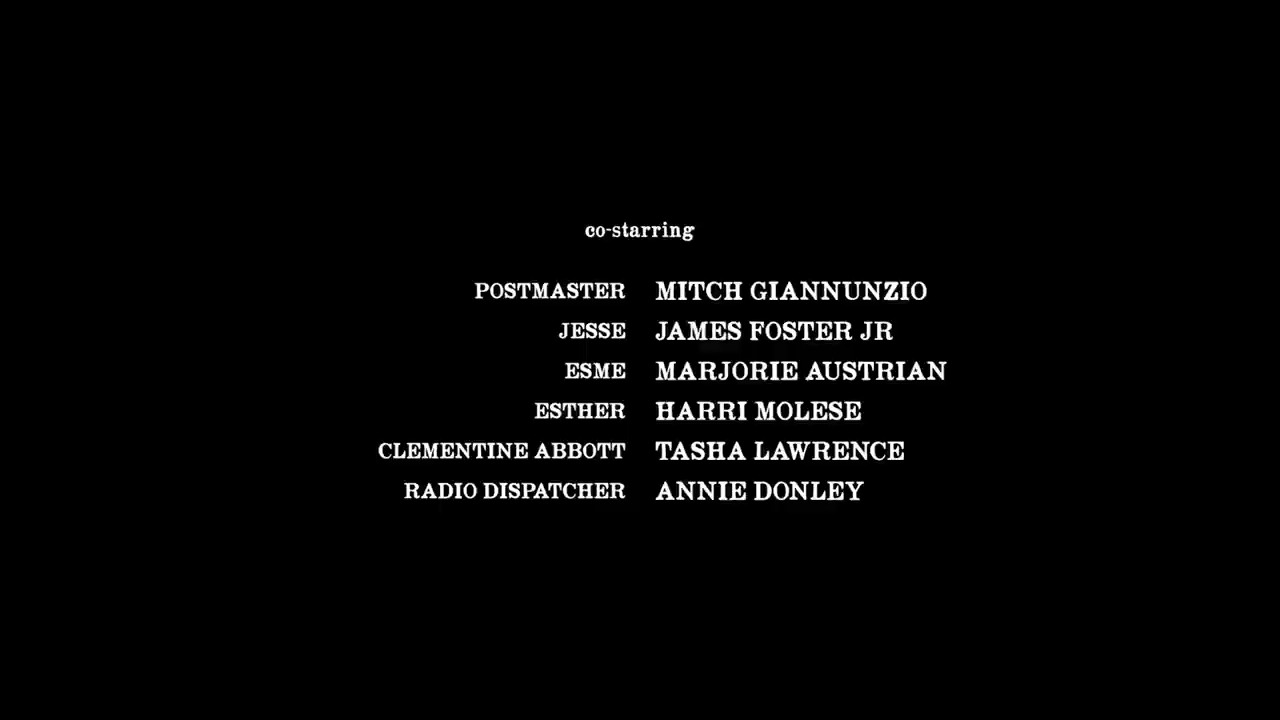 co-starring
POSTMASTER MITCH GIANNUNZIO
JESSE JAMES FOSTER JR
ESME MARJORIE AUSTRIAN
ESTHER HARRI MOLESE
CLEMENTINE ABBOTT TASHA LAWRENCE
RADIO DISPATCHER ANNIE DONLEY